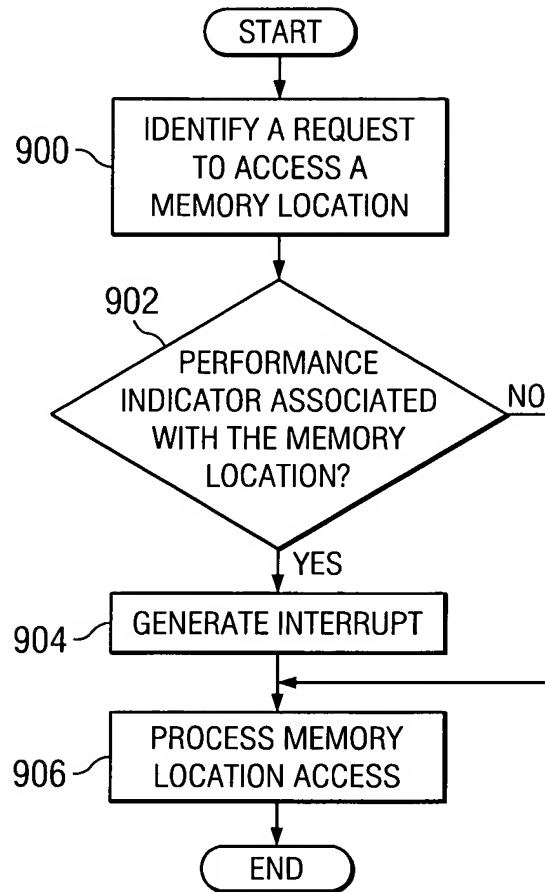 START
900
IDENTIFY A REQUEST
TO ACCESS A
MEMORY LOCATION
902
PERFORMANCE
INDICATOR ASSOCIATED
WITH THE MEMORY
LOCATION?
NO
YES
904
GENERATE INTERRUPT
906
PROCESS MEMORY
LOCATION ACCESS
END